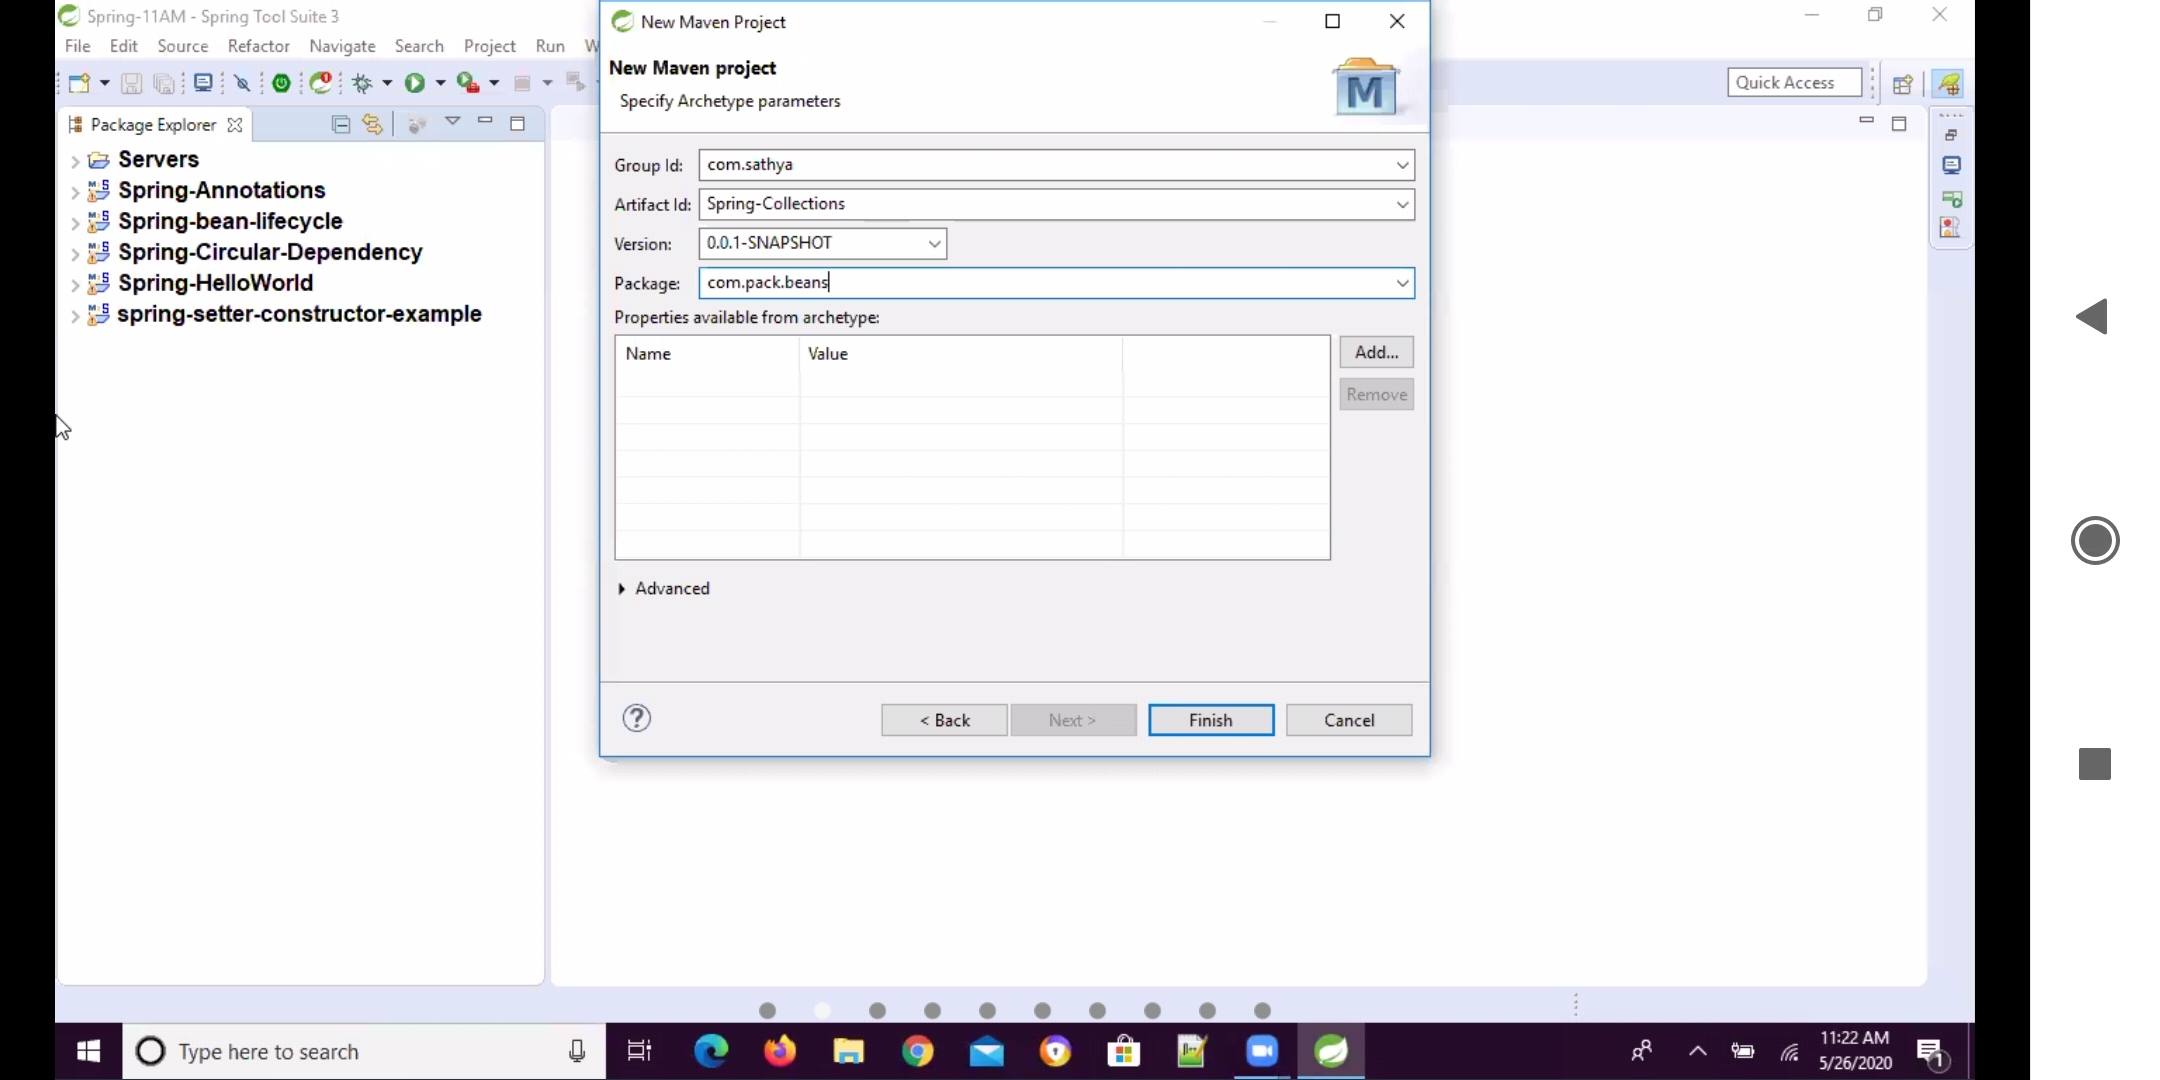 Spring-11AM - Spring Tool Suite 3
File Edit Source Refactor Navigate Search Project Run W
Quick Access
Package Explorer
Servers
Spring-Annotations
Spring-bean-lifecycle
Spring-Circular-Dependency
Spring-HelloWorld
spring-setter-constructor-example
New Maven Project
New Maven project
Specify Archetype parameters
M
Group Id: com.sathya
Artifact Id: Spring-Collections
Version: 0.0.1-SNAPSHOT
Package: com.pack.beans
Properties available from archetype:
Name Value
Add...
Remove
Advanced
< Back Next > Finish Cancel
Type here to search
11:22 AM
5/26/2020
1